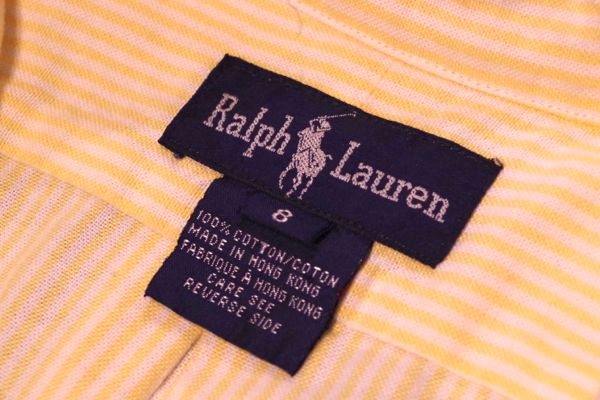 Ralph Lauren
8
100% COTTON/COTON
MADE IN HONG KONG
FABRIQUE À HONG KONG
CARE SEE
REVERSE SIDE